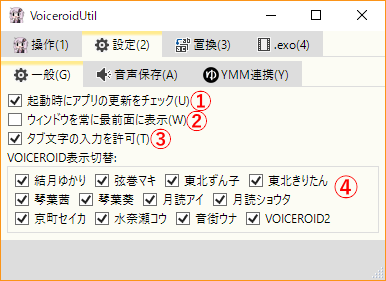 VoiceroidUtil
操作(1) 設定(2) 置換(3) .exo(4)
一般(G) 音声保存(A) ゆ YMM連携(Y)
起動時にアプリの更新をチェック(U) ①
ウィンドウを常に最前面に表示(W) ②
タブ文字の入力を許可(T) ③
VOICEROID表示切替:
結月ゆかり 弦巻マキ 東北ずん子 東北きりたん ④
琴葉茜 琴葉葵 月読アイ 月読ショウタ
京町セイカ 水奈瀬コウ 音街ウナ VOICEROID2